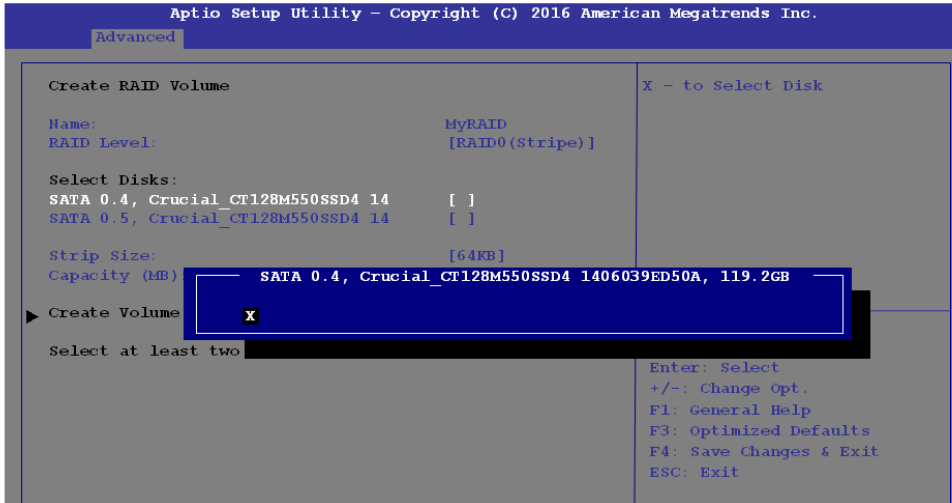 Aptio Setup Utility – Copyright (C) 2016 American Megatrends Inc.
Advanced
Create RAID Volume
X – to Select Disk
Name: MyRAID
RAID Level: [RAID0(Stripe)]
Select Disks:
SATA 0.4, Crucial_CT128M550SSD4 14 [ ]
SATA 0.5, Crucial_CT128M550SSD4 14 [ ]
Strip Size: [64KB]
Capacity (MB)
SATA 0.4, Crucial_CT128M550SSD4 1406039ED50A, 119.2GB
Create Volume
X
Select at least two
Enter: Select
+/-: Change Opt.
F1: General Help
F3: Optimized Defaults
F4: Save Changes & Exit
ESC: Exit